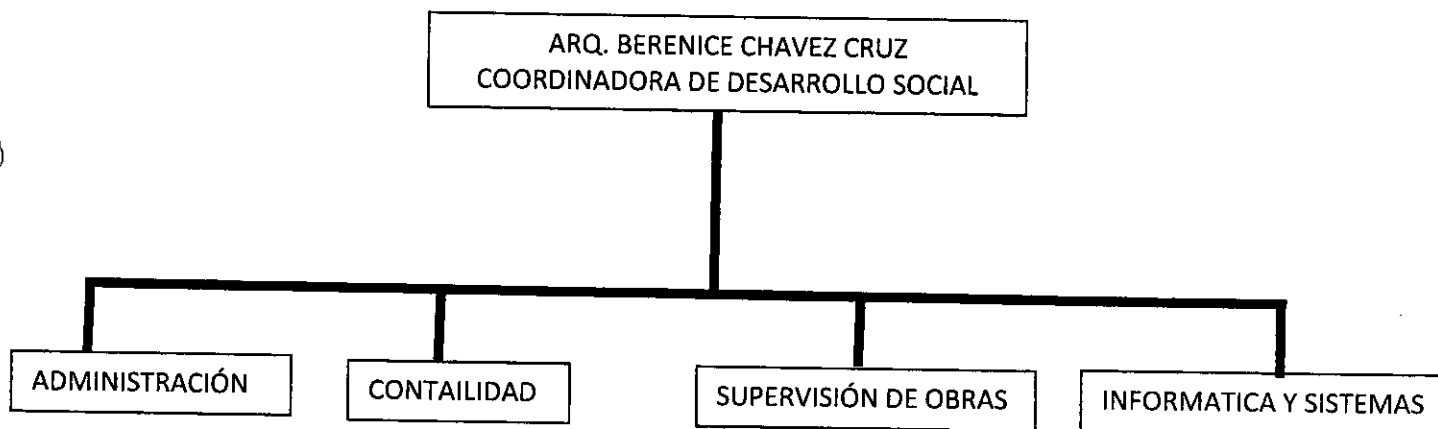 ARQ. BERENICE CHAVEZ CRUZ
COORDINADORA DE DESARROLLO SOCIAL
ADMINISTRACIÓN
CONTAILIDAD
SUPERVISIÓN DE OBRAS
INFORMATICA Y SISTEMAS